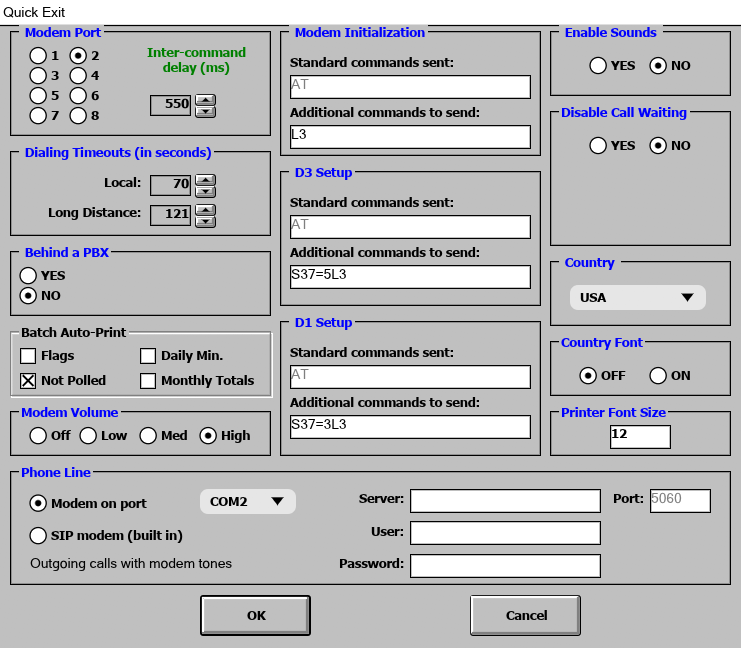 Quick Exit
Modem Port
1 2
3 4
5 6
7 8
Inter-command
delay (ms)
550
Dialing Timeouts (in seconds)
Local: 70
Long Distance: 121
Behind a PBX
YES
NO
Batch Auto-Print
Flags Daily Min.
Not Polled Monthly Totals
Modem Volume
Off Low Med High
Modem Initialization
Standard commands sent:
AT
Additional commands to send:
L3
D3 Setup
Standard commands sent:
AT
Additional commands to send:
S37=5L3
D1 Setup
Standard commands sent:
AT
Additional commands to send:
S37=3L3
Enable Sounds
YES NO
Disable Call Waiting
YES NO
Country
USA
Country Font
OFF ON
Printer Font Size
12
Phone Line
Modem on port COM2
SIP modem (built in)
Outgoing calls with modem tones
Server: Port: 5060
User:
Password:
OK Cancel